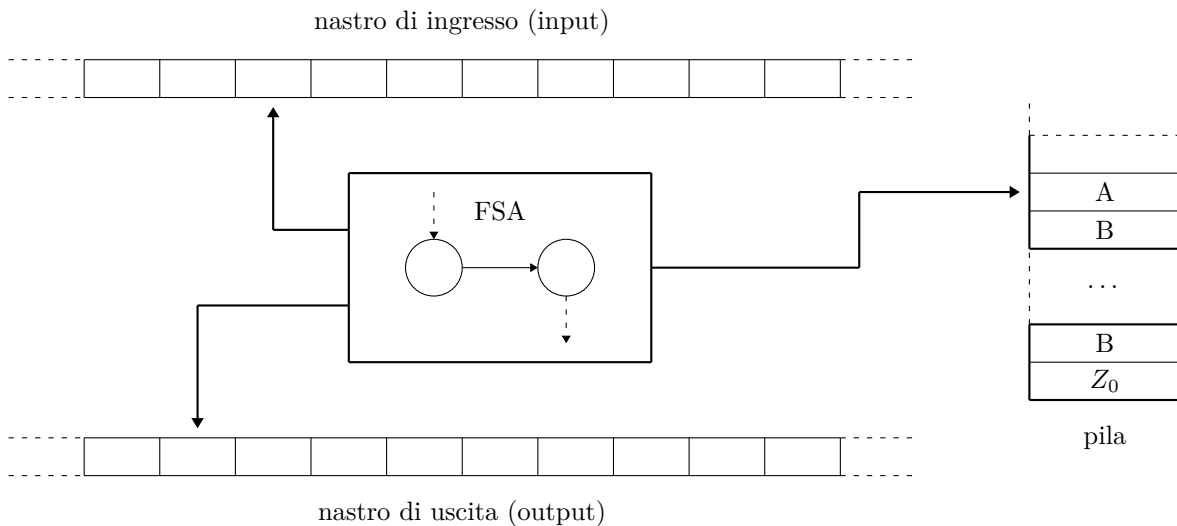 nastro di ingresso (input)
FSA
A
B
...
B
Z₀
pila
nastro di uscita (output)